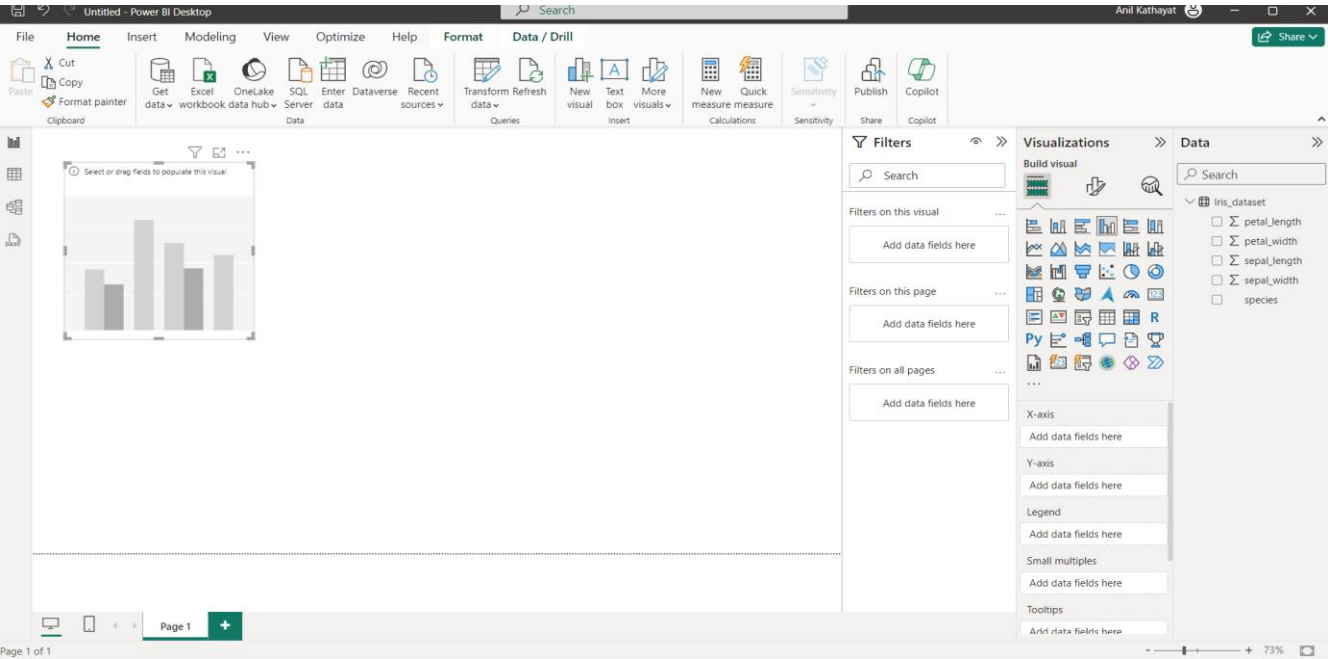 Untitled - Power BI Desktop
Search
Anil Kathayat
File Home Insert Modeling View Optimize Help Format Data / Drill
Share
Paste
Cut
Copy
Format painter
Clipboard
Get data
Excel workbook
OneLake data hub
SQL Server
Enter data
Dataverse
Recent sources
Data
Transform data
Refresh
Queries
New visual
Text box
More visuals
Insert
New measure
Quick measure
Calculations
Sensitivity
Sensitivity
Publish
Share
Copilot
Copilot
Select or drag fields to populate this visual
Filters
Search
Filters on this visual
Add data fields here
Filters on this page
Add data fields here
Filters on all pages
Add data fields here
Visualizations
Build visual
123
R
Py
X-axis
Add data fields here
Y-axis
Add data fields here
Legend
Add data fields here
Small multiples
Add data fields here
Tooltips
Add data fields here
Data
Search
Iris_dataset
petal_length
petal_width
sepal_length
sepal_width
species
Page 1
Page 1 of 1
73%